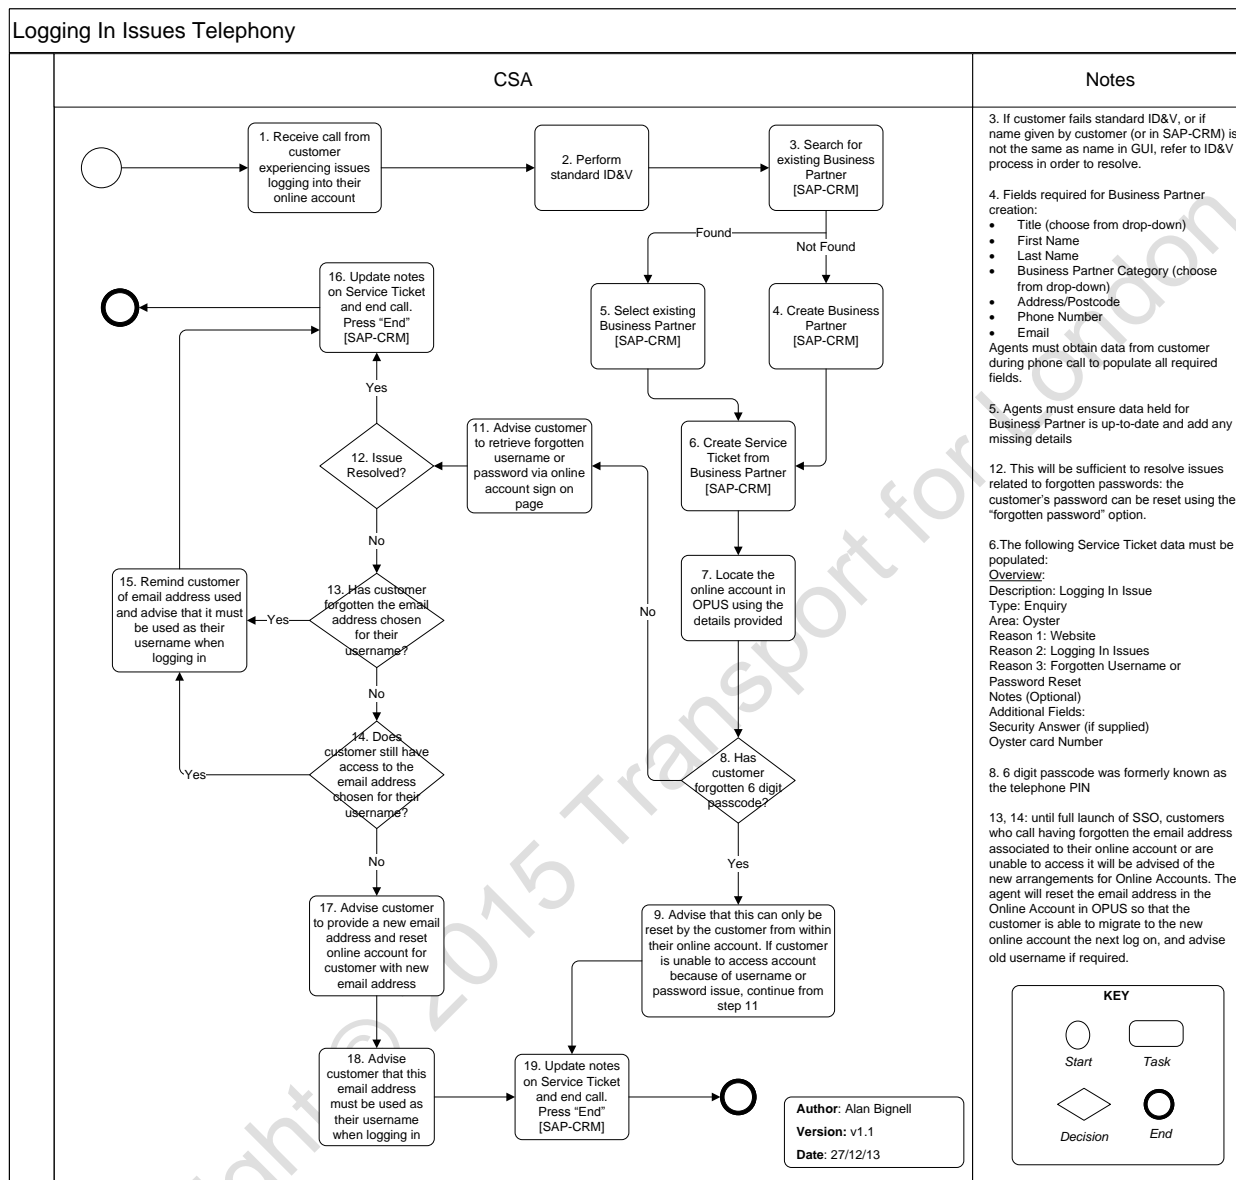 Logging In Issues Telephony
CSA
Notes
1. Receive call from
customer
experiencing issues
logging into their
online account
2. Perform
standard ID&V
3. Search for
existing Business
Partner
[SAP-CRM]
Found
Not Found
5. Select existing
Business Partner
[SAP-CRM]
4. Create Business
Partner
[SAP-CRM]
16. Update notes
on Service Ticket
and end call.
Press “End”
[SAP-CRM]
Yes
12. Issue
Resolved?
11. Advise customer
to retrieve forgotten
username or
password via online
account sign on
page
6. Create Service
Ticket from
Business Partner
[SAP-CRM]
No
15. Remind customer
of email address used
and advise that it must
be used as their
username when
logging in
Yes
13. Has customer
forgotten the email
address chosen
for their
username?
No
7. Locate the
online account in
OPUS using the
details provided
No
Yes
14. Does
customer still have
access to the
email address
chosen for their
username?
8. Has
customer
forgotten 6 digit
passcode?
No
Yes
17. Advise customer
to provide a new email
address and reset
online account for
customer with new
email address
9. Advise that this can only be
reset by the customer from within
their online account. If customer
is unable to access account
because of username or
password issue, continue from
step 11
18. Advise
customer that this
email address
must be used as
their username
when logging in
19. Update notes
on Service Ticket
and end call.
Press “End”
[SAP-CRM]
Author: Alan Bignell
Version: v1.1
Date: 27/12/13
3. If customer fails standard ID&V, or if
name given by customer (or in SAP-CRM) is
not the same as name in GUI, refer to ID&V
process in order to resolve.
4. Fields required for Business Partner
creation:
• Title (choose from drop-down)
• First Name
• Last Name
• Business Partner Category (choose
from drop-down)
• Address/Postcode
• Phone Number
• Email
Agents must obtain data from customer
during phone call to populate all required
fields.
5. Agents must ensure data held for
Business Partner is up-to-date and add any
missing details
12. This will be sufficient to resolve issues
related to forgotten passwords: the
customer’s password can be reset using the
“forgotten password” option.
6.The following Service Ticket data must be
populated:
Overview:
Description: Logging In Issue
Type: Enquiry
Area: Oyster
Reason 1: Website
Reason 2: Logging In Issues
Reason 3: Forgotten Username or
Password Reset
Notes (Optional)
Additional Fields:
Security Answer (if supplied)
Oyster card Number
8. 6 digit passcode was formerly known as
the telephone PIN
13, 14: until full launch of SSO, customers
who call having forgotten the email address
associated to their online account or are
unable to access it will be advised of the
new arrangements for Online Accounts. The
agent will reset the email address in the
Online Account in OPUS so that the
customer is able to migrate to the new
online account the next log on, and advise
old username if required.
KEY
Start
Task
Decision
End
right © 2015 Transport for London